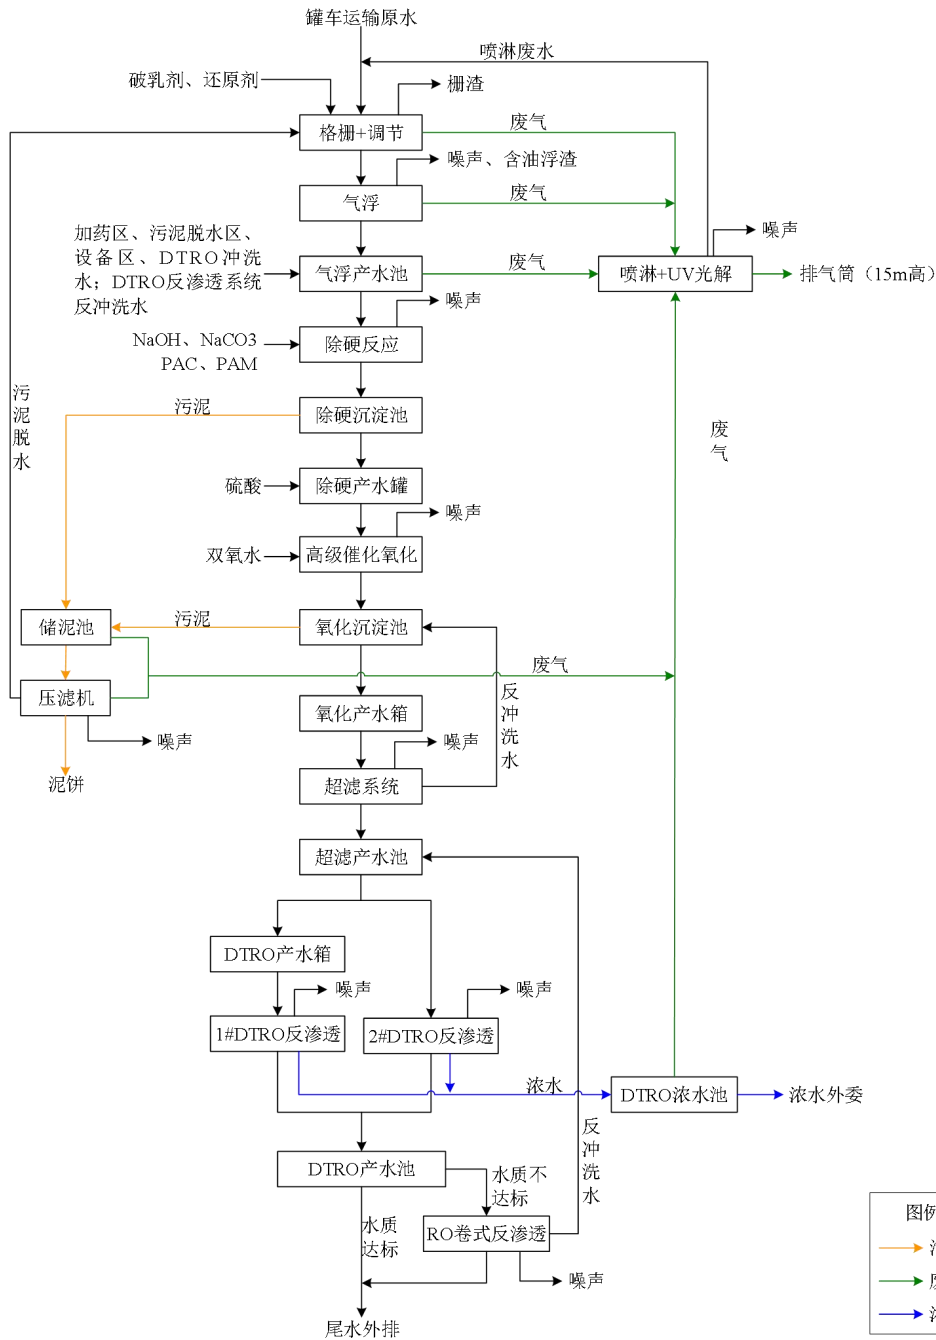 罐车运输原水
喷淋废水
破乳剂、还原剂
栅渣
格栅+调节
废气
噪声、含油浮渣
气浮
废气
加药区、污泥脱水区、
设备区、DTRO冲洗
水；DTRO反渗透系统
反冲洗水
气浮产水池
废气
噪声
喷淋+UV光解
排气筒（15m高）
噪声
NaOH、NaCO3
PAC、PAM
除硬反应
污泥脱水
污泥
除硬沉淀池
废气
硫酸
除硬产水罐
噪声
双氧水
高级催化氧化
储泥池
污泥
氧化沉淀池
废气
压滤机
反冲洗水
氧化产水箱
噪声
噪声
泥饼
超滤系统
超滤产水池
DTRO产水箱
噪声
噪声
1#DTRO反渗透
2#DTRO反渗透
浓水
DTRO浓水池
浓水外委
反冲洗水
DTRO产水池
水质不
达标
水质
达标
RO卷式反渗透
噪声
尾水外排
图例